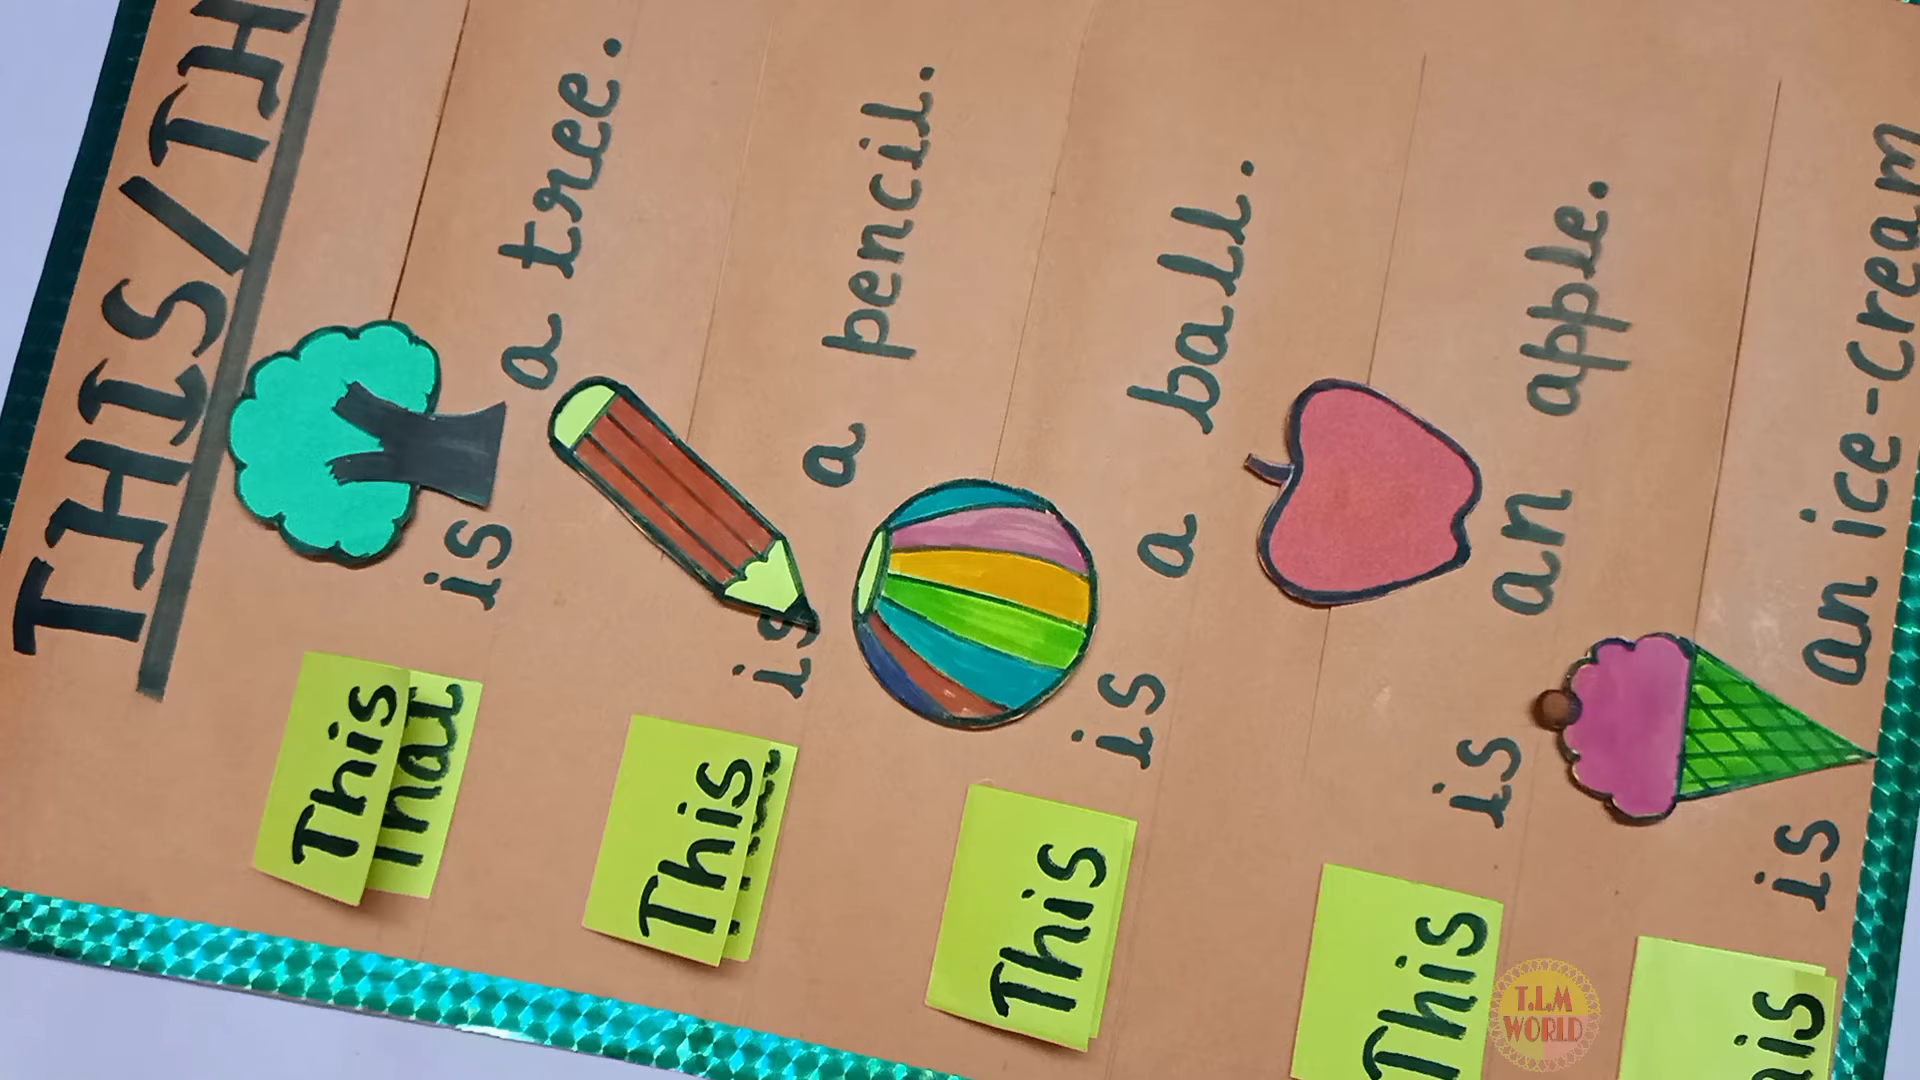 THIS/TH
This
That
is a tree.
This
is a pencil.
This
is a ball.
This
is an apple.
his
is an ice-cream
T.L.M
WORLD